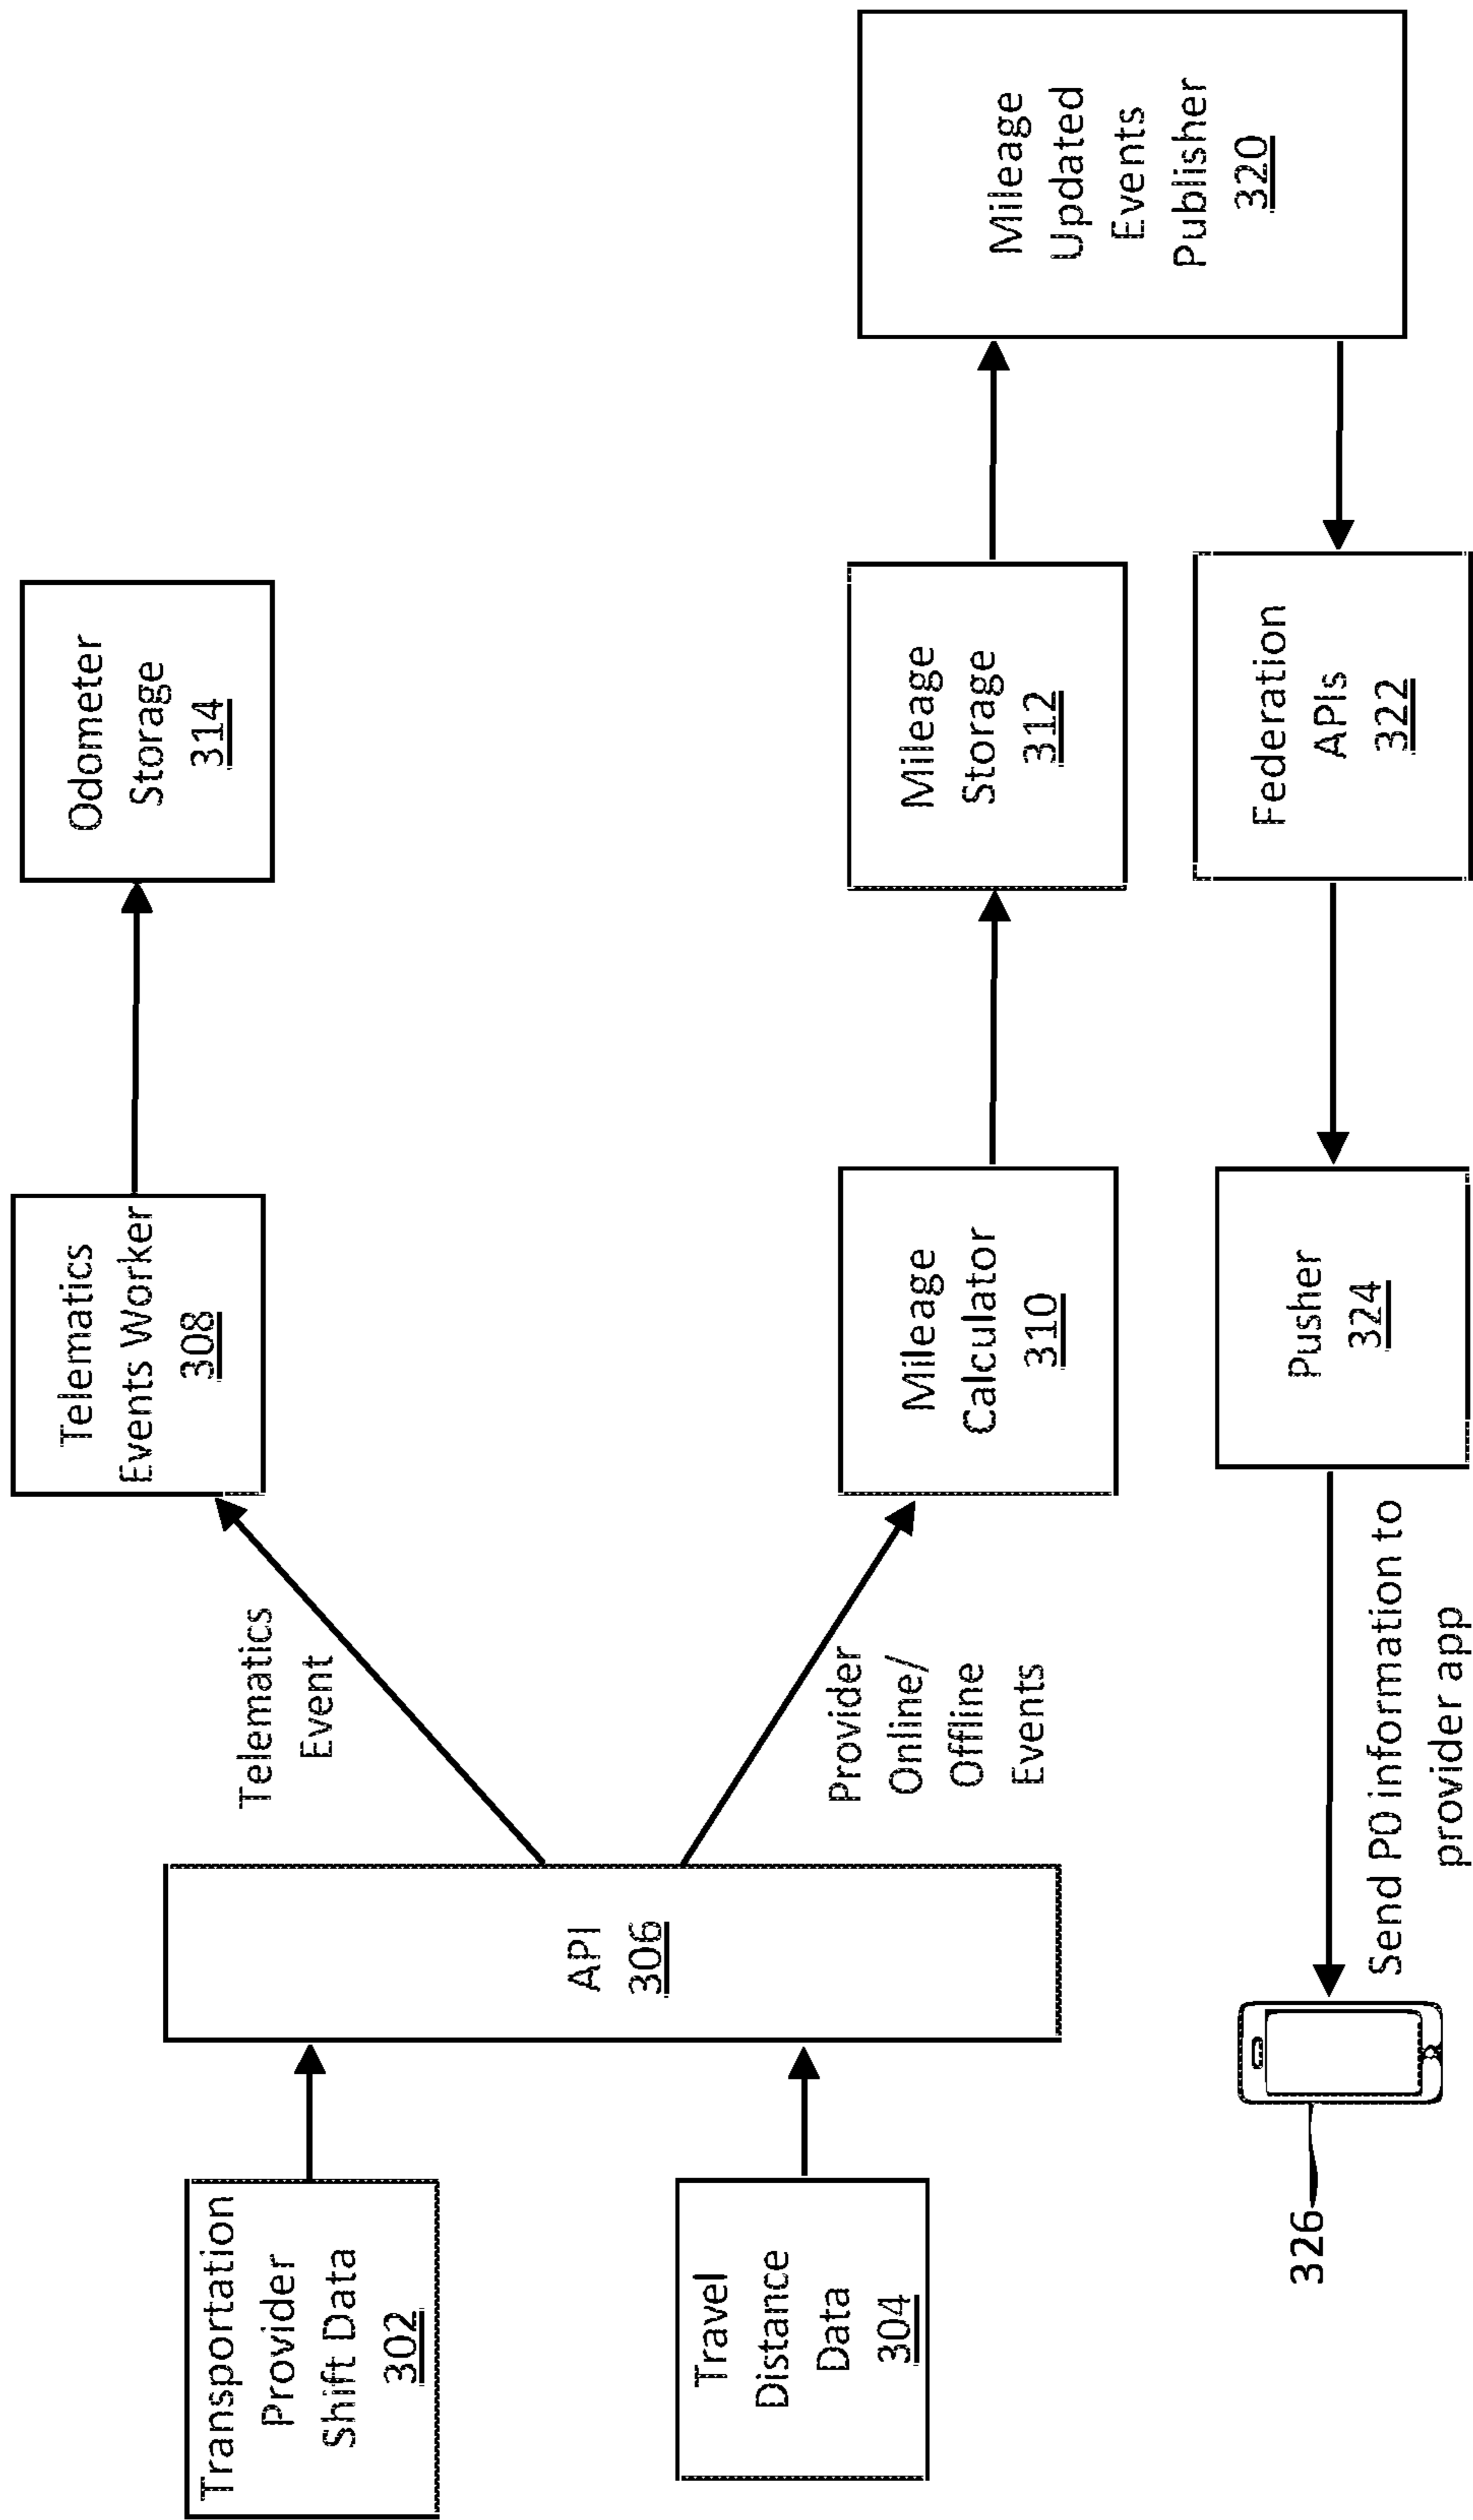 Transportation
Provider
Shift Data
302
Travel
Distance
Data
304
API
306
Telematics
Event
Provider
Online/
Offline
Events
Telematics
Events Worker
308
Odometer
Storage
314
Mileage
Calculator
310
Mileage
Storage
312
Mileage
Updated
Events
Publisher
320
Federation
APIs
322
Pusher
324
Send P0 information to
provider app
326